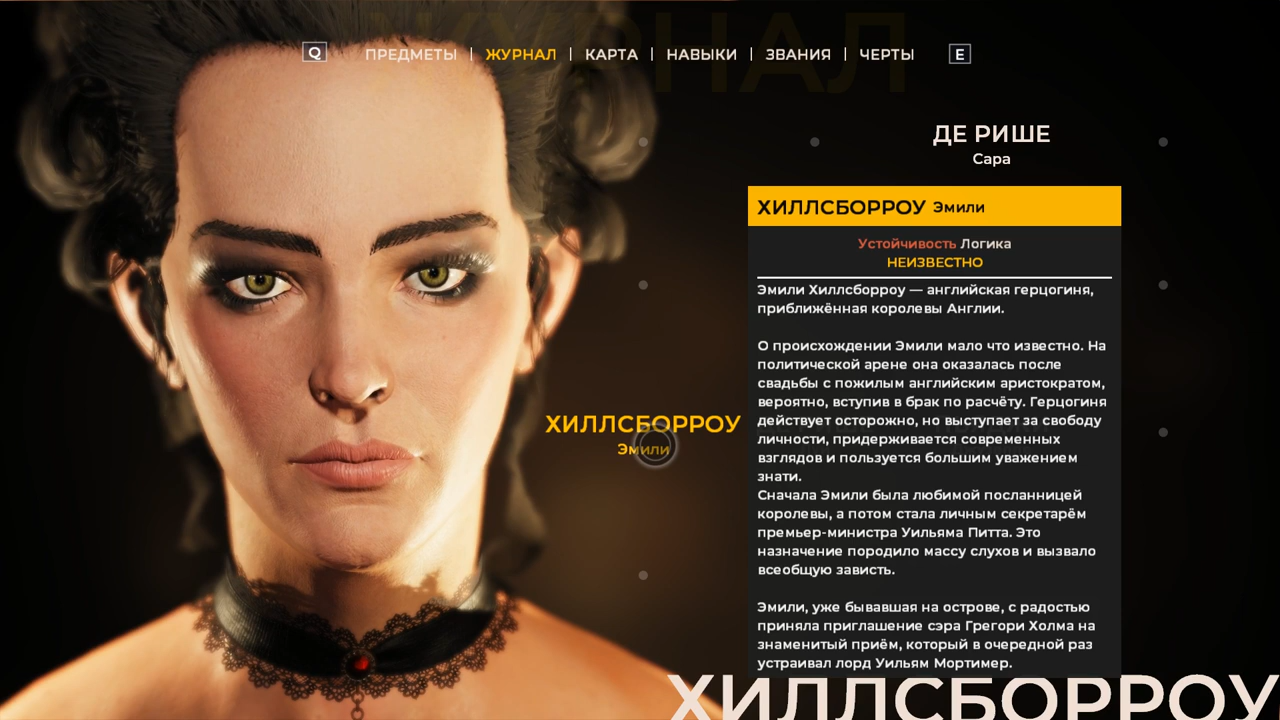 ЖУРНАЛ
Q ПРЕДМЕТЫ | ЖУРНАЛ | КАРТА | НАВЫКИ | ЗВАНИЯ | ЧЕРТЫ E
ДЕ РИШЕ
Сара
ХИЛЛСБОРРОУ
Эмили
ХИЛЛСБОРРОУ Эмили
Устойчивость Логика
НЕИЗВЕСТНО
Эмили Хиллсборроу — английская герцогиня,
приближённая королевы Англии.
О происхождении Эмили мало что известно. На
политической арене она оказалась после
свадьбы с пожилым английским аристократом,
вероятно, вступив в брак по расчёту. Герцогиня
действует осторожно, но выступает за свободу
личности, придерживается современных
взглядов и пользуется большим уважением
знати.
Сначала Эмили была любимой посланницей
королевы, а потом стала личным секретарём
премьер-министра Уильяма Питта. Это
назначение породило массу слухов и вызвало
всеобщую зависть.
Эмили, уже бывавшая на острове, с радостью
приняла приглашение сэра Грегори Холма на
знаменитый приём, который в очередной раз
устраивал лорд Уильям Мортимер.
ХИЛЛСБОРРОУ